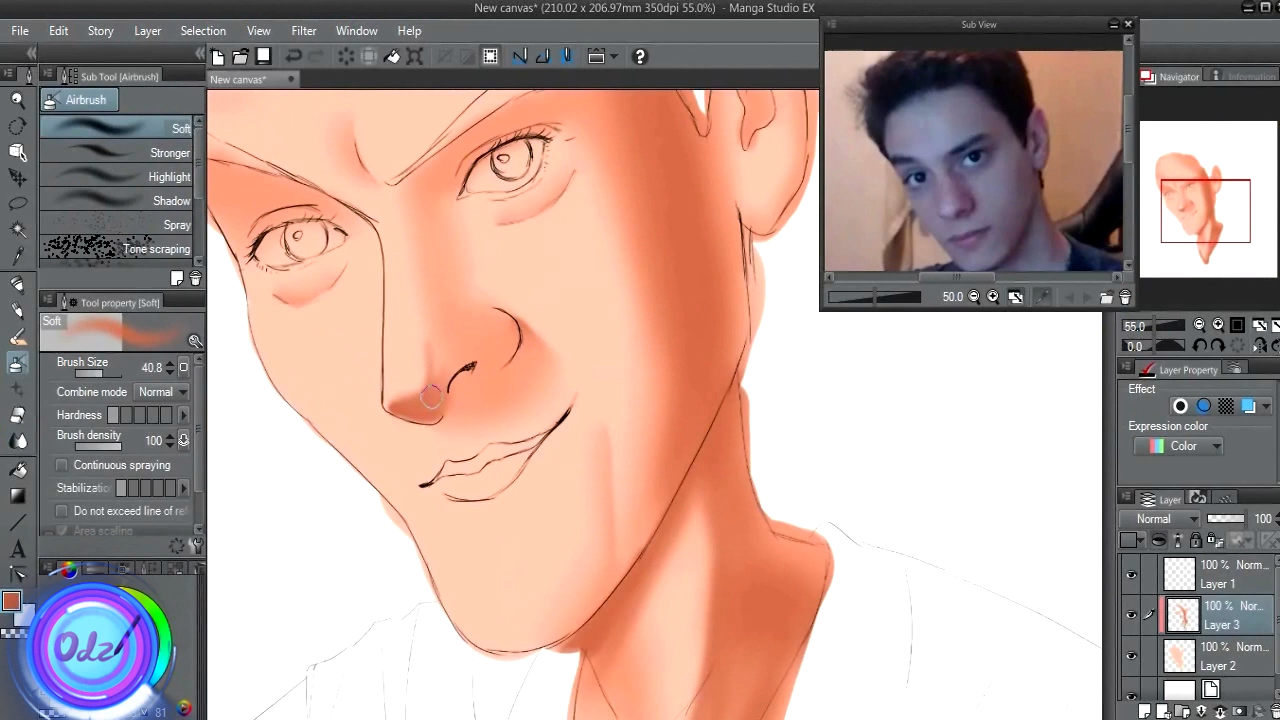 New canvas* (210.02 x 206.97mm 350dpi 55.0%) - Manga Studio EX
File Edit Story Layer Selection View Filter Window Help
Sub View
Sub Tool [Airbrush]
New canvas*
Navigator Information
Airbrush
Soft
Stronger
Highlight
Shadow
Spray
Tone scraping
50.0
Tool property [Soft]
Soft
55.0
0.0
Brush Size 40.8
Layer Property
Combine mode Normal
Effect
Hardness
Expression color
Brush density 100
Color
Continuous spraying
Stabilizatio
Layer
Do not exceed line of ref
Normal 100
Area scaling
100 % Norm...
Layer 1
100 % Nor...
Layer 3
100 % Norm...
Layer 2
Odz
81